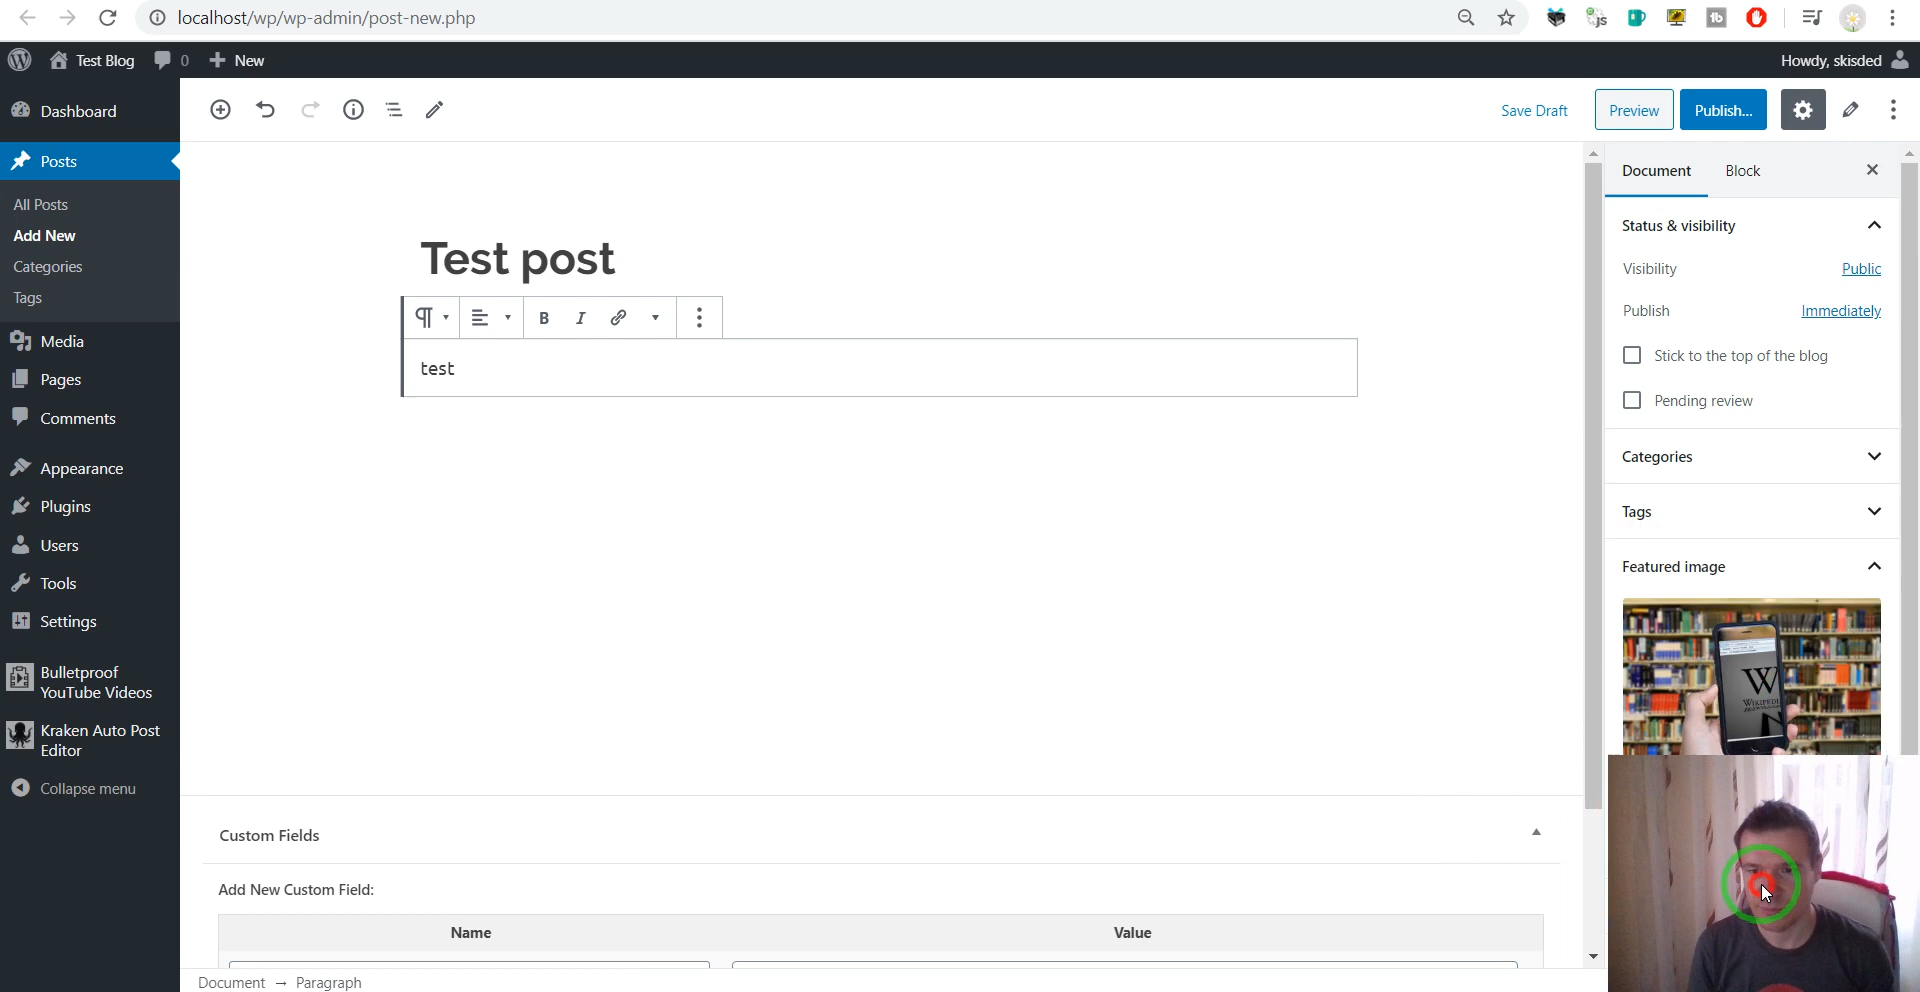 localhost/wp/wp-admin/post-new.php
Test Blog
0
New
Howdy, skisded
Dashboard
Posts
All Posts
Add New
Categories
Tags
Media
Pages
Comments
Appearance
Plugins
Users
Tools
Settings
Bulletproof
YouTube Videos
Kraken Auto Post
Editor
Collapse menu
Save Draft
Preview
Publish...
Test post
B
I
test
Custom Fields
Add New Custom Field:
Name
Value
Document → Paragraph
Document
Block
Status & visibility
Visibility
Public
Publish
Immediately
Stick to the top of the blog
Pending review
Categories
Tags
Featured image
W